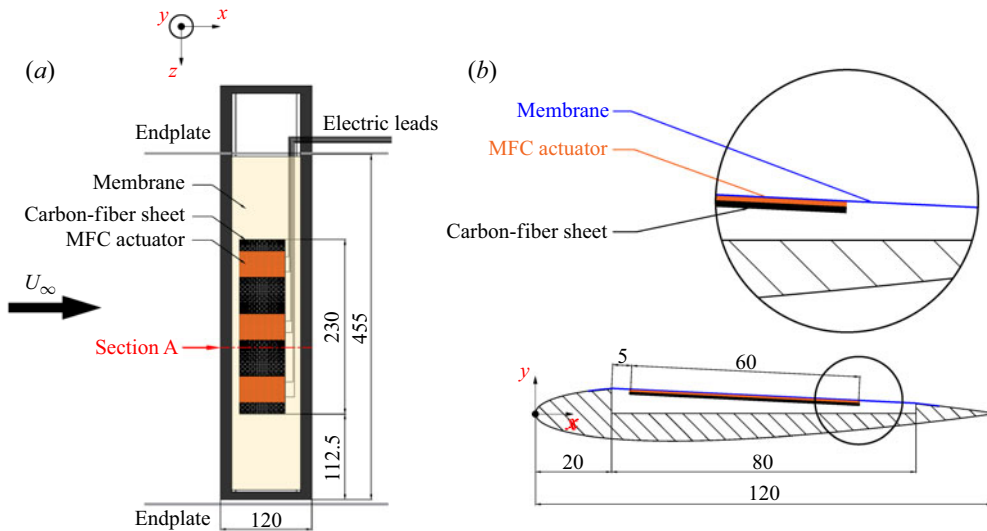 y
x
z
(a)
Endplate
Electric leads
Membrane
Carbon-fiber sheet
MFC actuator
U∞
Section A
230
455
112.5
Endplate
120
(b)
Membrane
MFC actuator
Carbon-fiber sheet
5
60
y
x
20
80
120